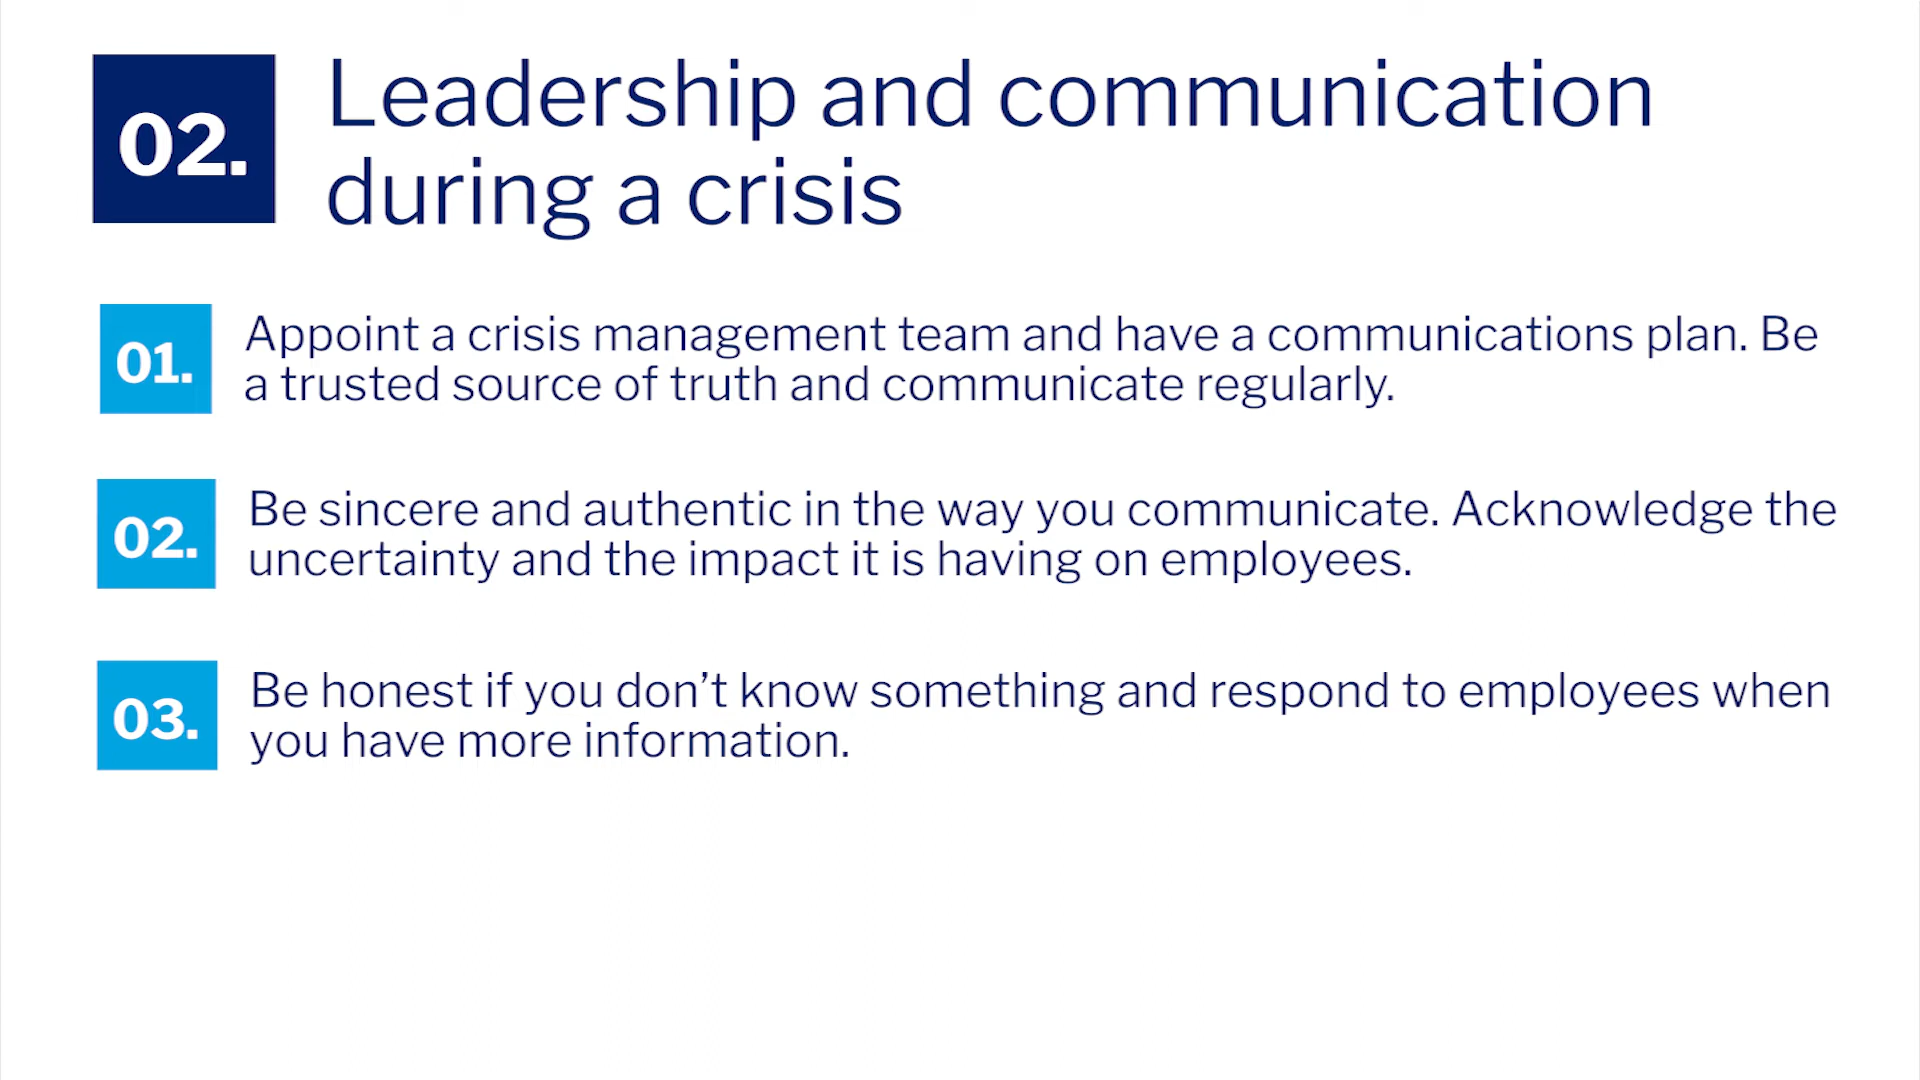 02.
Leadership and communication
during a crisis
01.
Appoint a crisis management team and have a communications plan. Be
a trusted source of truth and communicate regularly.
02.
Be sincere and authentic in the way you communicate. Acknowledge the
uncertainty and the impact it is having on employees.
03.
Be honest if you don’t know something and respond to employees when
you have more information.